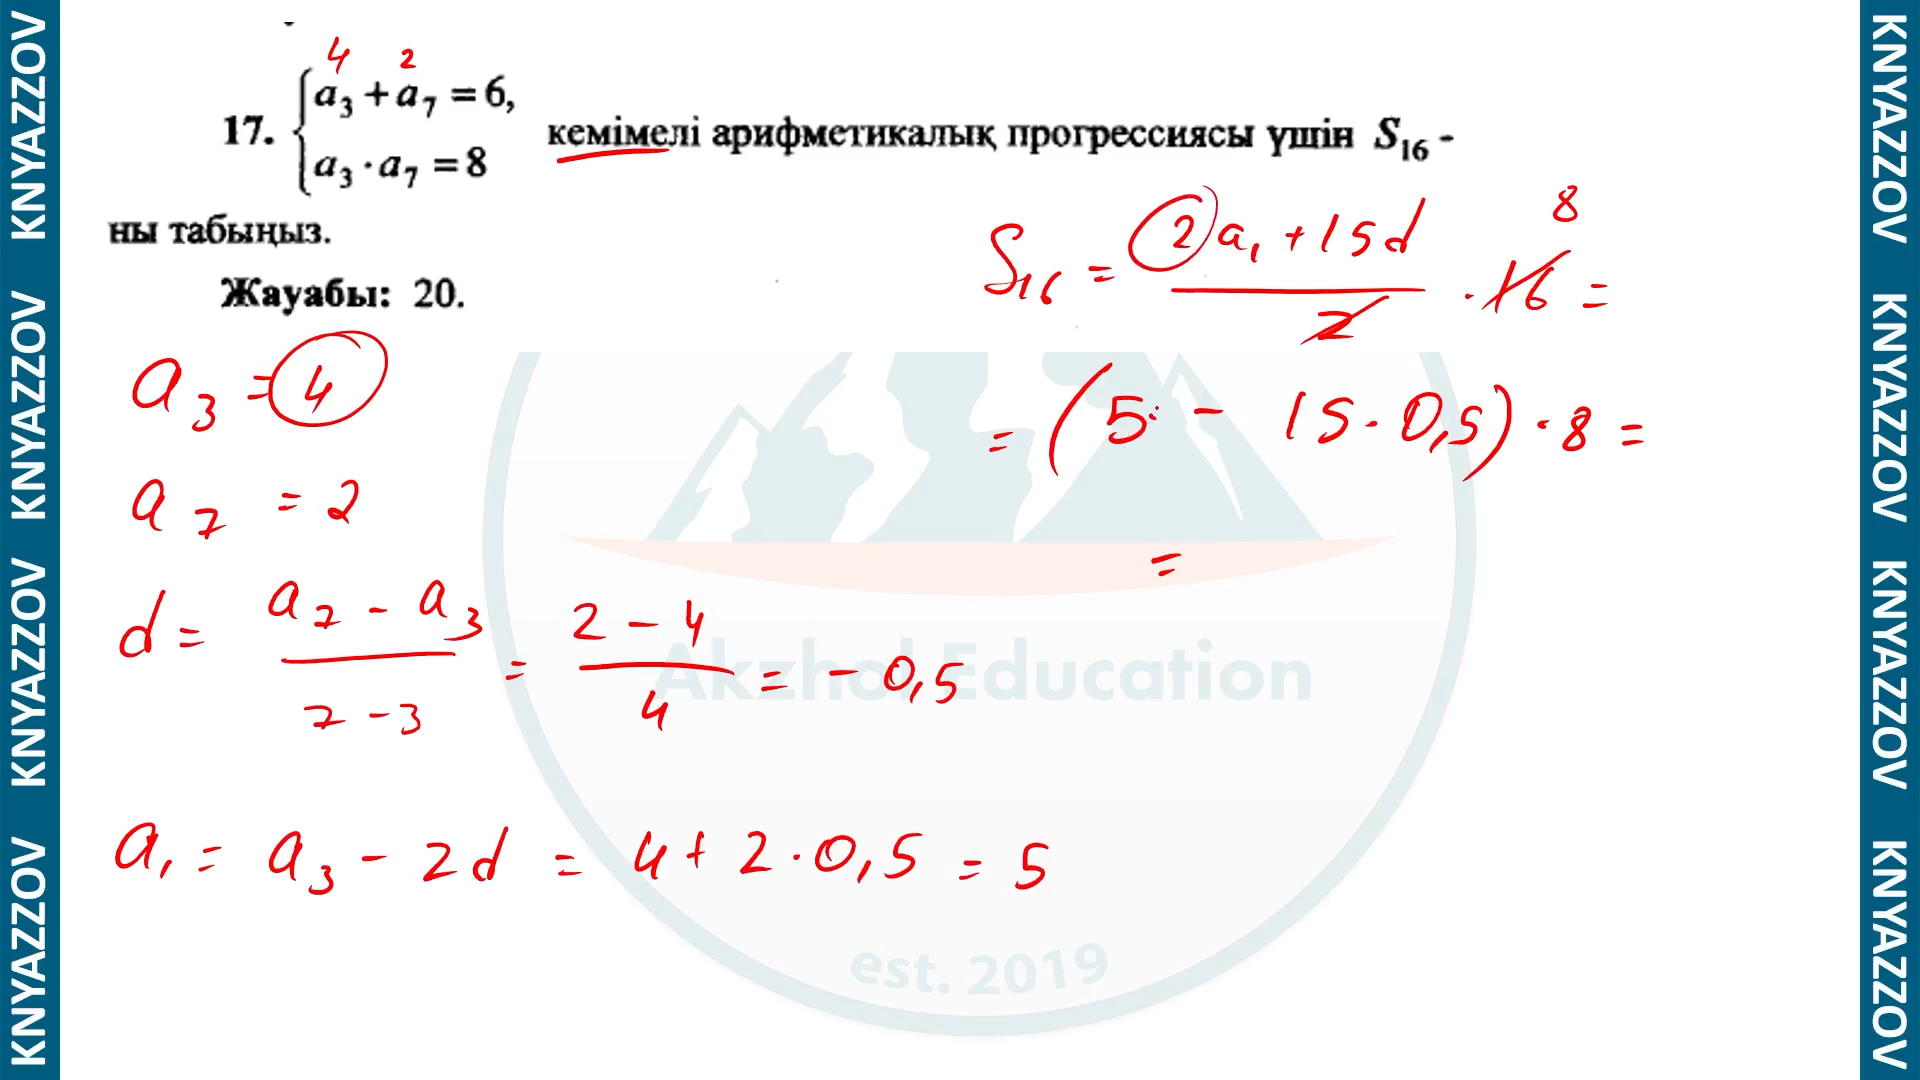 4 2
17. { a₃ + a₇ = 6,
a₃ · a₇ = 8 кемімелі арифметикалық прогрессиясы үшін S₁₆ -
ны табыңыз.
Жауабы: 20.
a₃ = 4
a₇ = 2
d = (a₇ - a₃)/(7 - 3) = (2 - 4)/4 = - 0,5
a₁ = a₃ - 2d = 4 + 2 · 0,5 = 5
S₁₆ = (2a₁ + 15d)/2 · 16 =
8
= (5 - 15 · 0,5) · 8 =
=
Akzhol Education
est. 2019
KNYAZZOV KNYAZZOV KNYAZZOV KNYAZZOV
KNYAZZOV KNYAZZOV KNYAZZOV KNYAZZOV